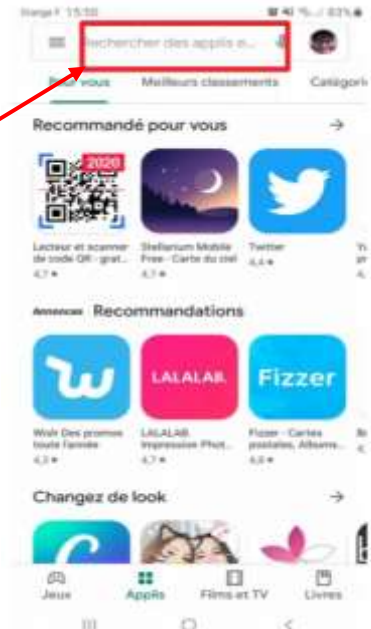 Orange F 15:50 83%
Rechercher des applis e...
Pour vous Meilleurs classements Catégori
Recommandé pour vous →
2020
Lecteur et scanner Stellarium Mobile Twitter
de code QR - grat... Free - Carte du ciel 4,4 ★
4,7 ★ 4,7 ★
Annonces Recommandations
LALALAB. Fizzer
Wish Des promos LALALAB. Fizzer - Cartes
toute l'année Impression Phot... postales, Albums...
4,3 ★ 4,7 ★ 4,8 ★
Changez de look →
Jeux Applis Films et TV Livres